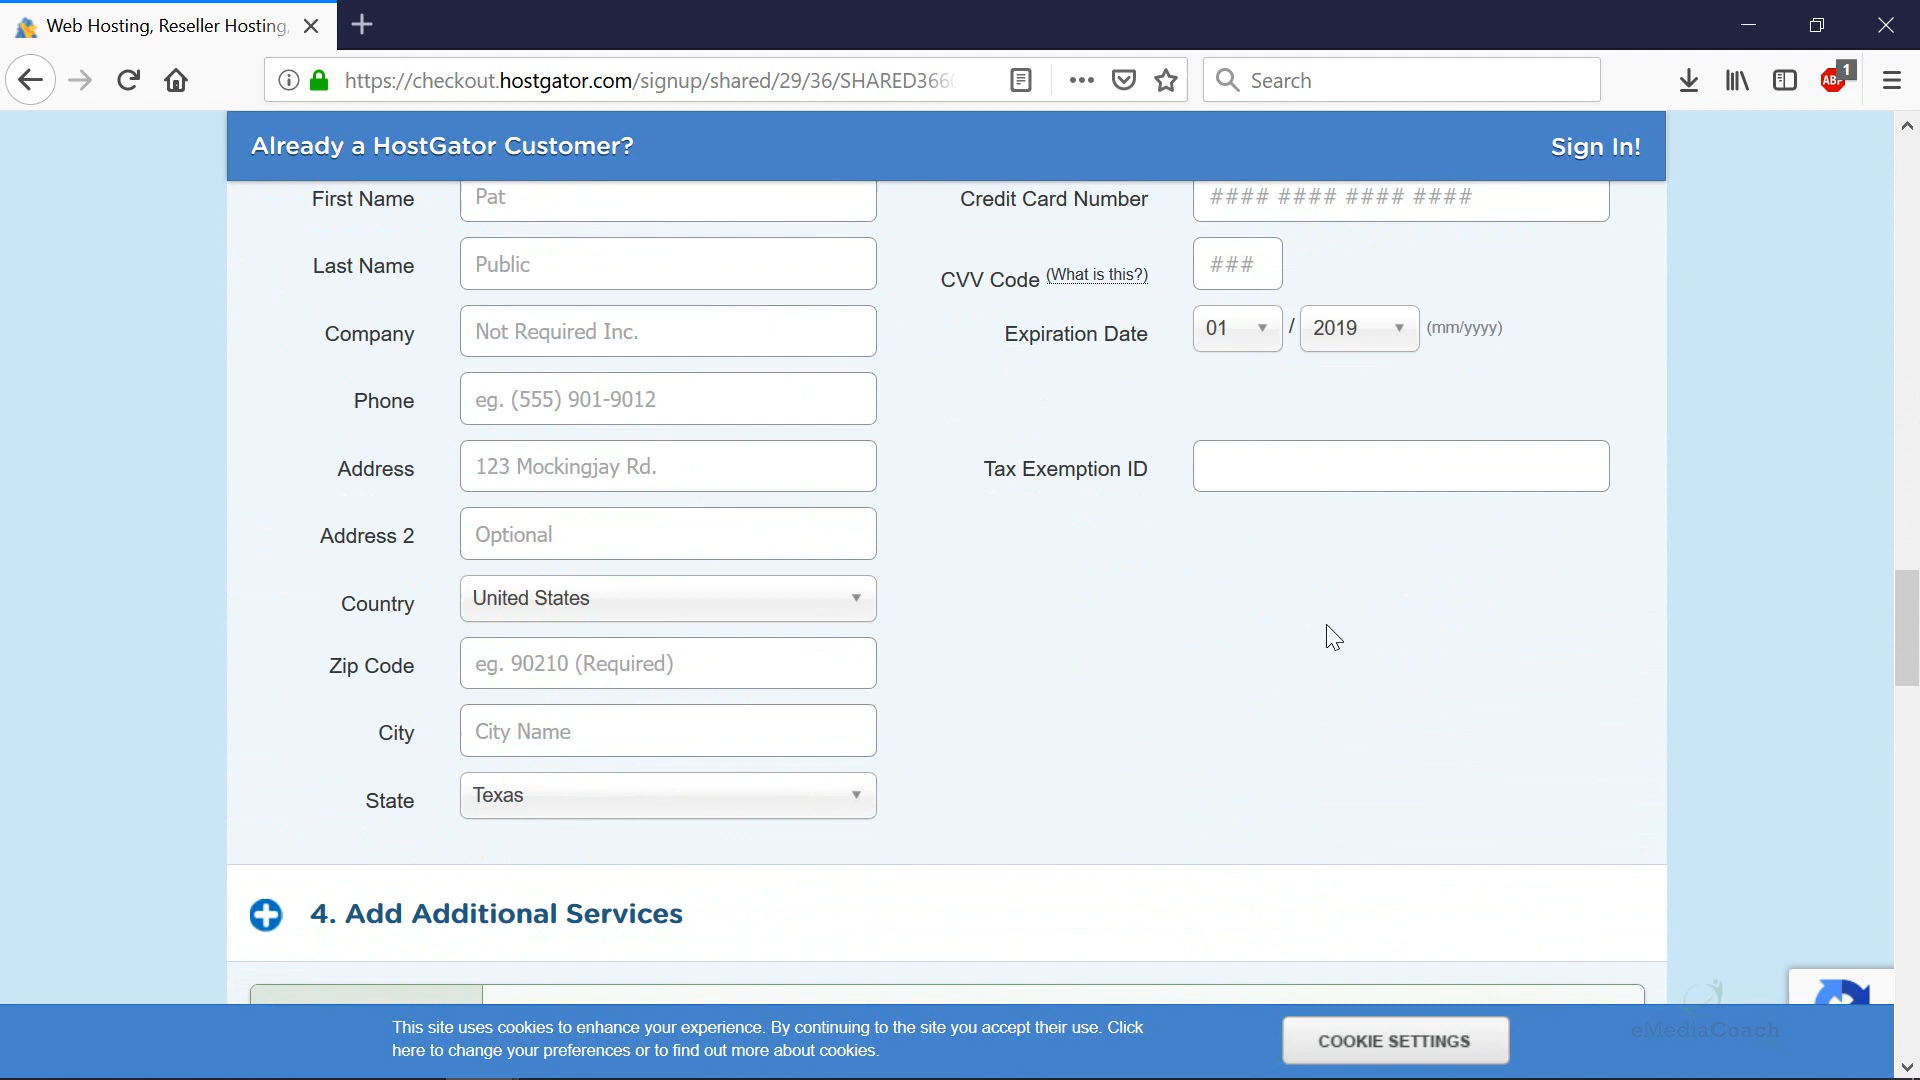 Web Hosting, Reseller Hosting,
https://checkout.hostgator.com/signup/shared/29/36/SHARED366
Search
ABP
1
Already a HostGator Customer?
Sign In!
First Name
Pat
Credit Card Number
#### #### #### ####
Last Name
Public
CVV Code (What is this?)
###
Company
Not Required Inc.
Expiration Date
01
/
2019
(mm/yyyy)
Phone
eg. (555) 901-9012
Address
123 Mockingjay Rd.
Tax Exemption ID
Address 2
Optional
Country
United States
Zip Code
eg. 90210 (Required)
City
City Name
State
Texas
4. Add Additional Services
This site uses cookies to enhance your experience. By continuing to the site you accept their use. Click
here to change your preferences or to find out more about cookies.
COOKIE SETTINGS
eMediaCoach